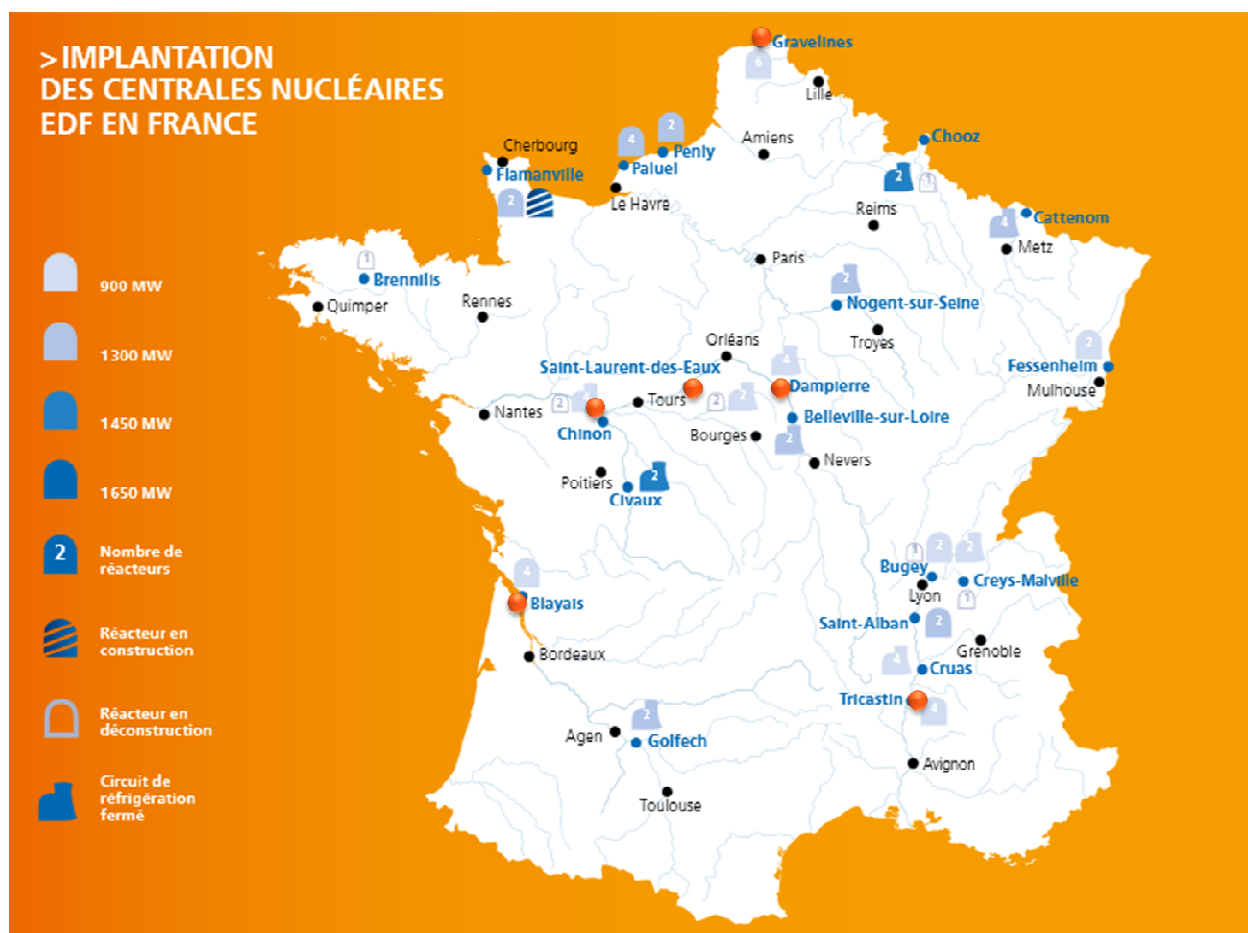 > IMPLANTATION
DES CENTRALES NUCLÉAIRES
EDF EN FRANCE
900 MW
1300 MW
1450 MW
1650 MW
2
Nombre de
réacteurs
Réacteur en
construction
Réacteur en
déconstruction
Circuit de
réfrigération
fermé
Gravelines
6
Lille
Cherbourg
Flamanville
2
4
Paluel
2
Penly
Le Havre
Amiens
Chooz
2
1
Reims
Cattenom
4
Metz
1
Brennilis
Quimper
Rennes
Paris
2
Nogent-sur-Seine
Troyes
Orléans
2
Fessenheim
Mulhouse
Saint-Laurent-des-Eaux
4
Dampierre
Nantes
2
4
Chinon
Tours
2
2
Belleville-sur-Loire
Bourges
2
Nevers
Poitiers
2
Civaux
4
Blayais
Bordeaux
1
2
2
Bugey
Creys-Malville
Lyon
1
Saint-Alban
2
Grenoble
4
Cruas
Tricastin
4
2
Agen
Golfech
Avignon
Toulouse